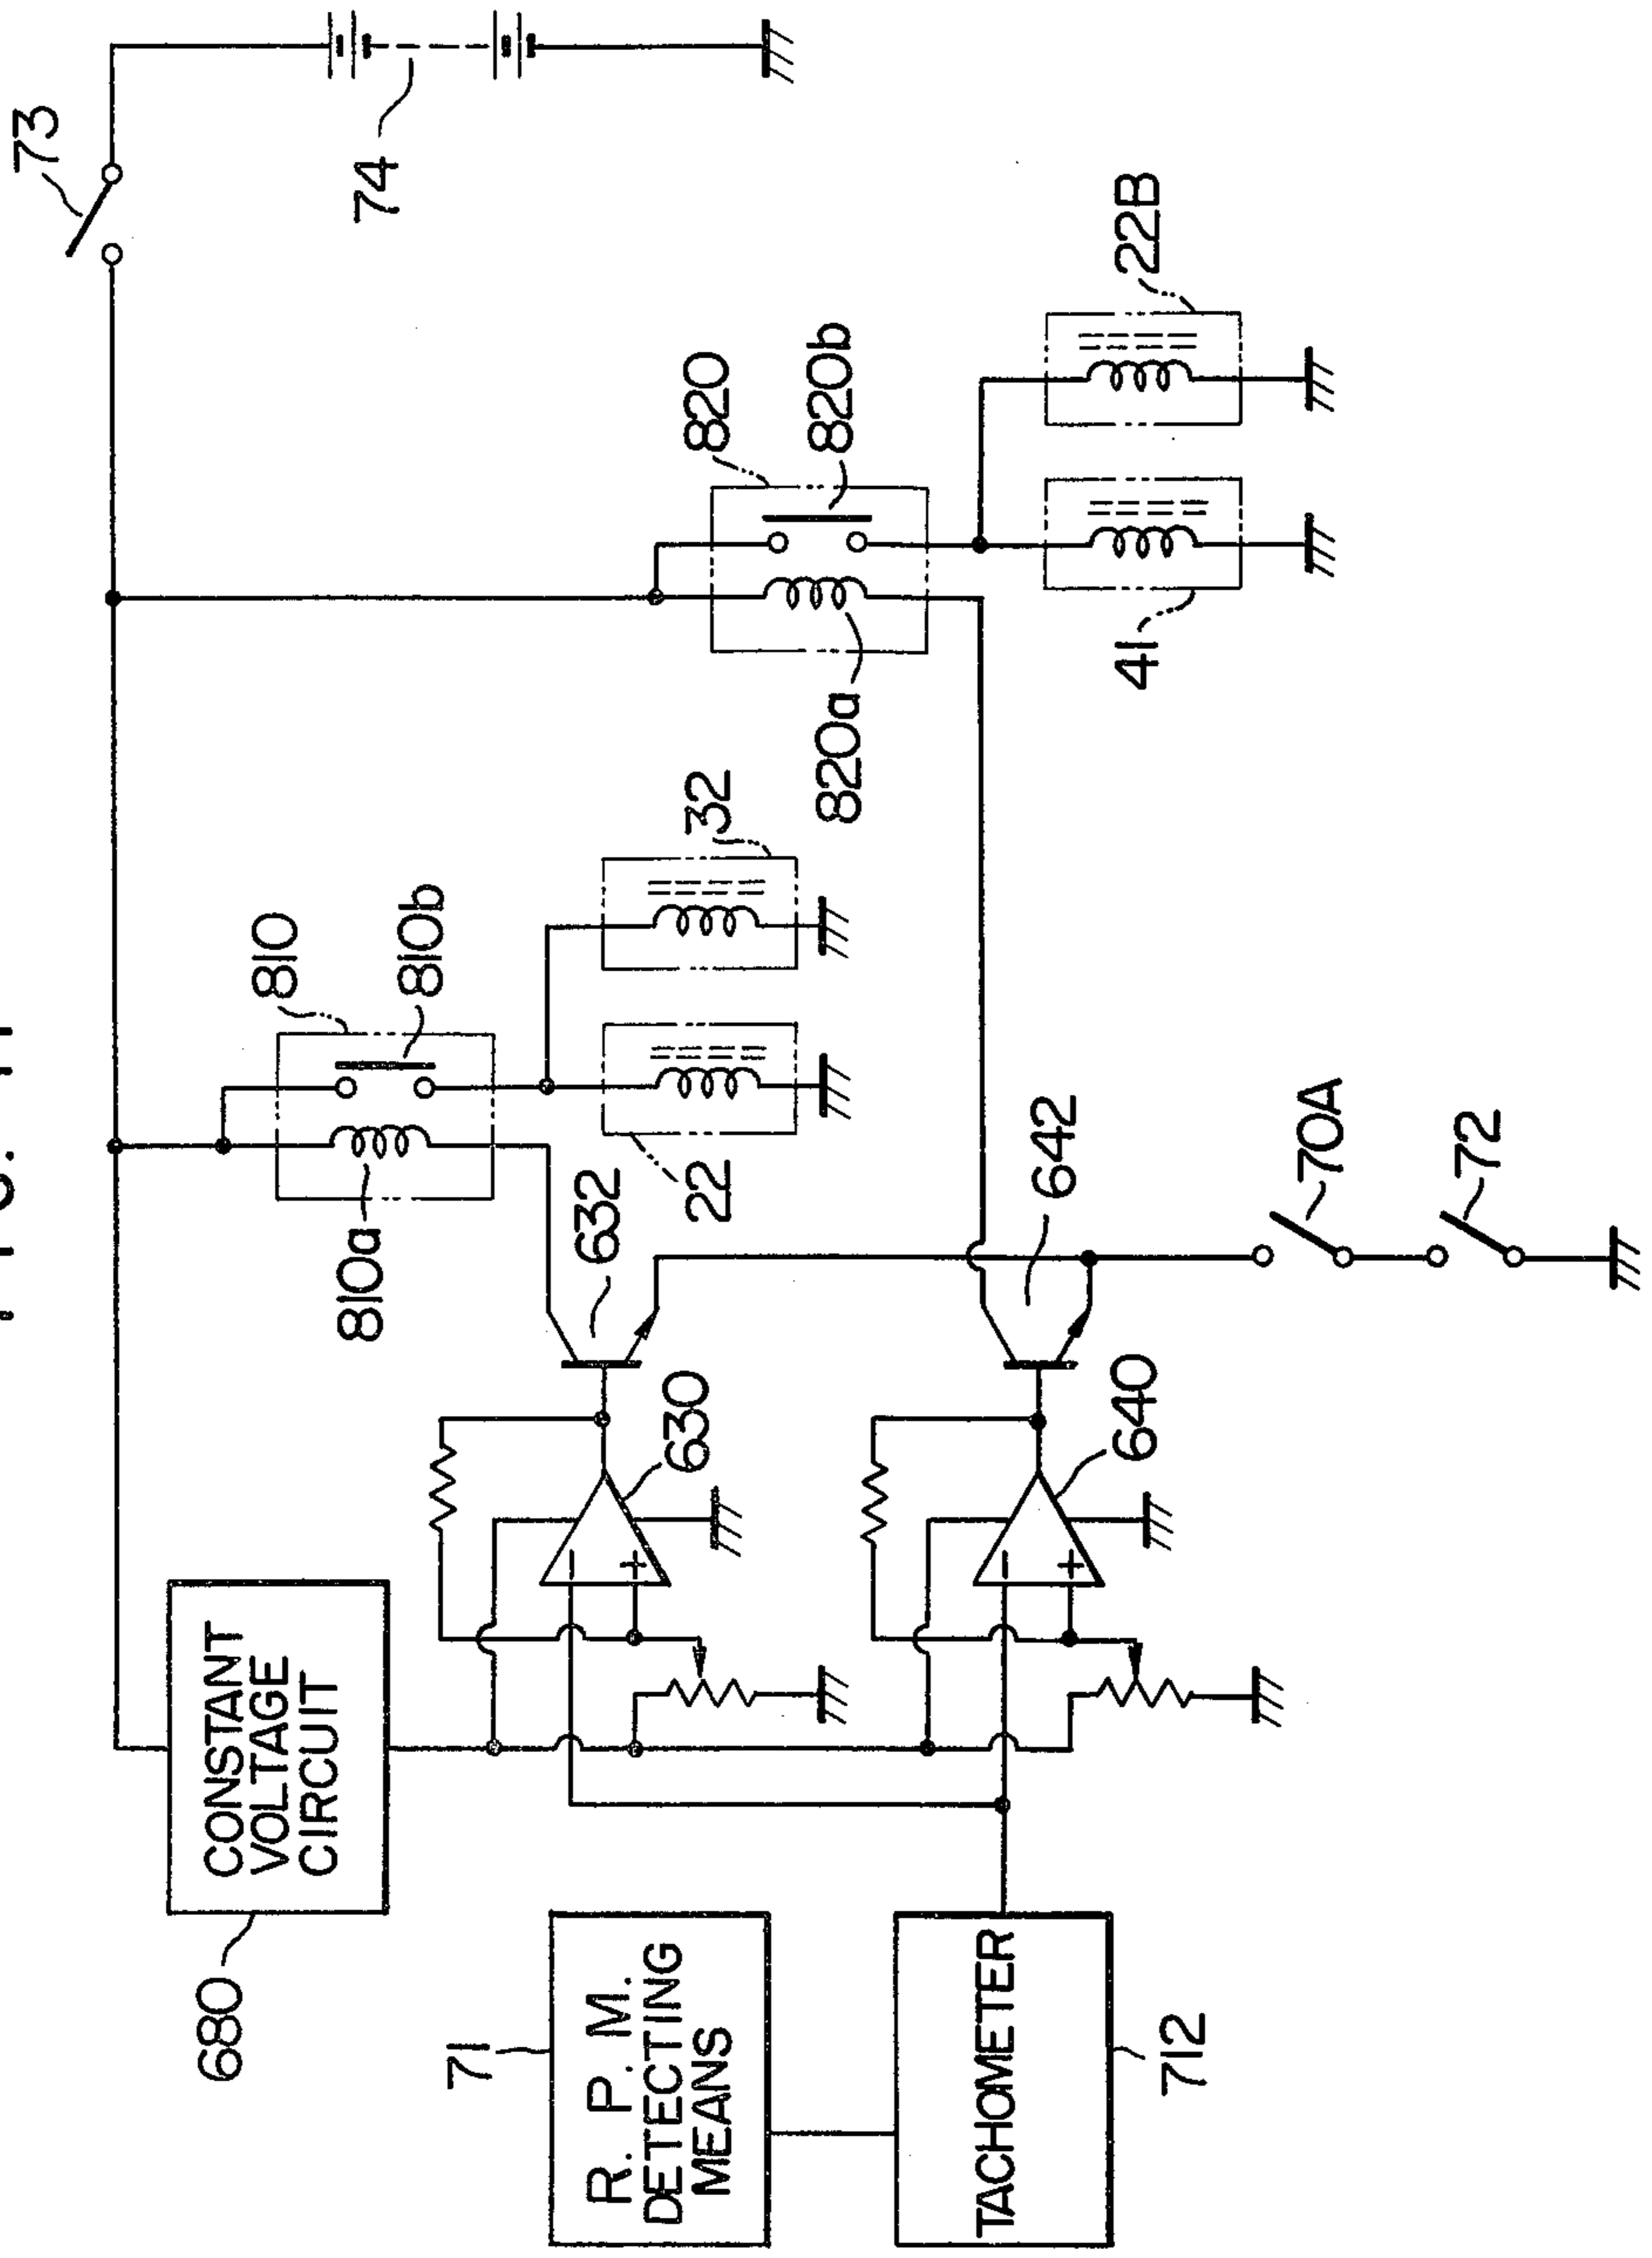 73
74
820
820b
22B
810
810b
32
820a
41
810a
632
22
642
70A
72
630
640
CONSTANT
VOLTAGE
CIRCUIT
680
71
R. P. M.
DETECTING
MEANS
TACHOMETER
712
−
+
−
+